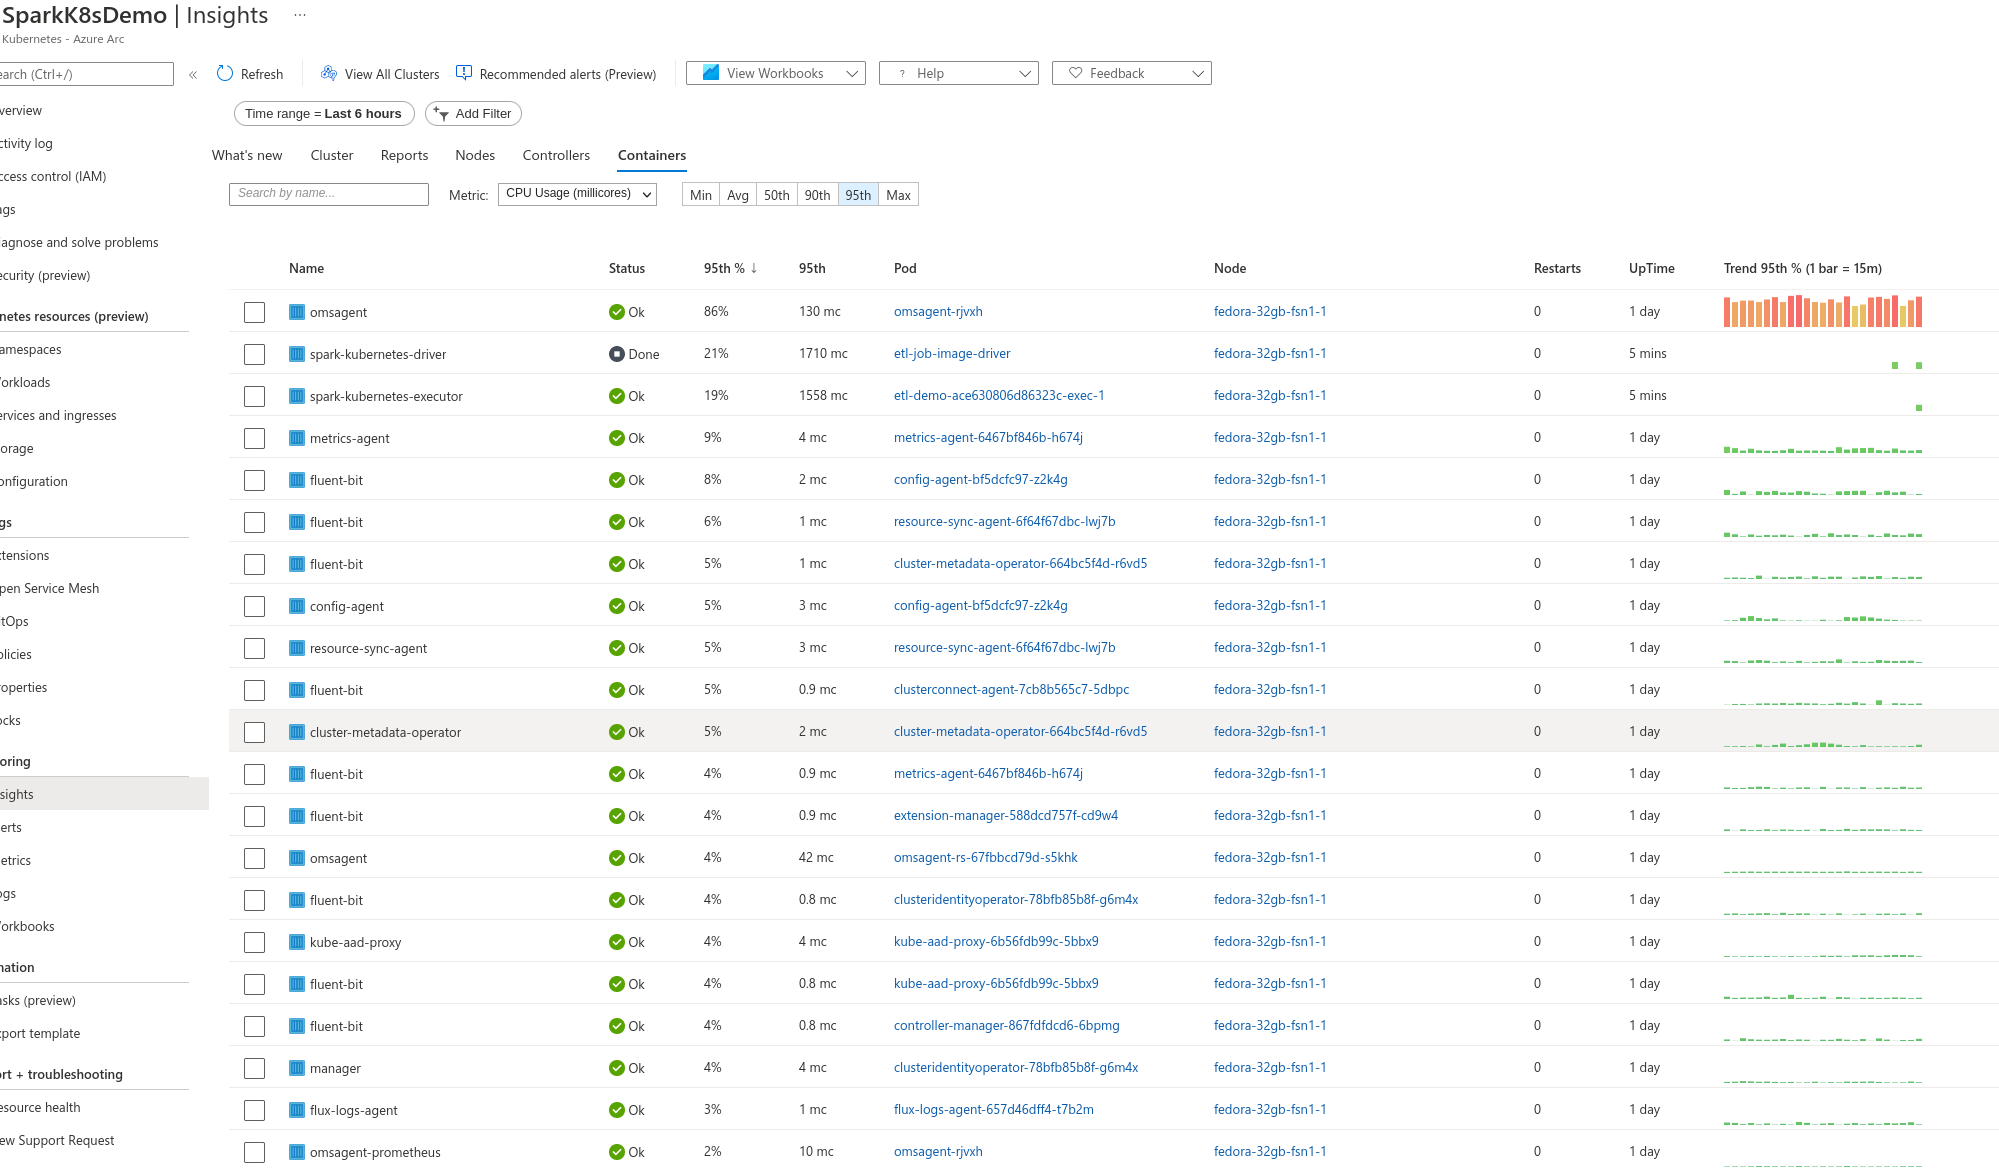 SparkK8sDemo | Insights ...
Kubernetes - Azure Arc
earch (Ctrl+/) « Refresh View All Clusters Recommended alerts (Preview) View Workbooks ? Help Feedback
Time range = Last 6 hours Add Filter
What's new Cluster Reports Nodes Controllers Containers
Search by name... Metric: CPU Usage (millicores) Min Avg 50th 90th 95th Max
verview
ctivity log
ccess control (IAM)
ags
iagnose and solve problems
ecurity (preview)
netes resources (preview)
amespaces
orkloads
ervices and ingresses
orage
onfiguration
gs
xtensions
pen Service Mesh
tOps
olicies
roperties
ocks
oring
sights
erts
etrics
ogs
orkbooks
mation
asks (preview)
xport template
ort + troubleshooting
esource health
ew Support Request
Name Status 95th % ↓ 95th Pod Node Restarts UpTime Trend 95th % (1 bar = 15m)
omsagent Ok 86% 130 mc omsagent-rjvxh fedora-32gb-fsn1-1 0 1 day
spark-kubernetes-driver Done 21% 1710 mc etl-job-image-driver fedora-32gb-fsn1-1 0 5 mins
spark-kubernetes-executor Ok 19% 1558 mc etl-demo-ace630806d86323c-exec-1 fedora-32gb-fsn1-1 0 5 mins
metrics-agent Ok 9% 4 mc metrics-agent-6467bf846b-h674j fedora-32gb-fsn1-1 0 1 day
fluent-bit Ok 8% 2 mc config-agent-bf5dcfc97-z2k4g fedora-32gb-fsn1-1 0 1 day
fluent-bit Ok 6% 1 mc resource-sync-agent-6f64f67dbc-lwj7b fedora-32gb-fsn1-1 0 1 day
fluent-bit Ok 5% 1 mc cluster-metadata-operator-664bc5f4d-r6vd5 fedora-32gb-fsn1-1 0 1 day
config-agent Ok 5% 3 mc config-agent-bf5dcfc97-z2k4g fedora-32gb-fsn1-1 0 1 day
resource-sync-agent Ok 5% 3 mc resource-sync-agent-6f64f67dbc-lwj7b fedora-32gb-fsn1-1 0 1 day
fluent-bit Ok 5% 0.9 mc clusterconnect-agent-7cb8b565c7-5dbpc fedora-32gb-fsn1-1 0 1 day
cluster-metadata-operator Ok 5% 2 mc cluster-metadata-operator-664bc5f4d-r6vd5 fedora-32gb-fsn1-1 0 1 day
fluent-bit Ok 4% 0.9 mc metrics-agent-6467bf846b-h674j fedora-32gb-fsn1-1 0 1 day
fluent-bit Ok 4% 0.9 mc extension-manager-588dcd757f-cd9w4 fedora-32gb-fsn1-1 0 1 day
omsagent Ok 4% 42 mc omsagent-rs-67fbbcd79d-s5khk fedora-32gb-fsn1-1 0 1 day
fluent-bit Ok 4% 0.8 mc clusteridentityoperator-78bfb85b8f-g6m4x fedora-32gb-fsn1-1 0 1 day
kube-aad-proxy Ok 4% 4 mc kube-aad-proxy-6b56fdb99c-5bbx9 fedora-32gb-fsn1-1 0 1 day
fluent-bit Ok 4% 0.8 mc kube-aad-proxy-6b56fdb99c-5bbx9 fedora-32gb-fsn1-1 0 1 day
fluent-bit Ok 4% 0.8 mc controller-manager-867fdfdcd6-6bpmg fedora-32gb-fsn1-1 0 1 day
manager Ok 4% 4 mc clusteridentityoperator-78bfb85b8f-g6m4x fedora-32gb-fsn1-1 0 1 day
flux-logs-agent Ok 3% 1 mc flux-logs-agent-657d46dff4-t7b2m fedora-32gb-fsn1-1 0 1 day
omsagent-prometheus Ok 2% 10 mc omsagent-rjvxh fedora-32gb-fsn1-1 0 1 day